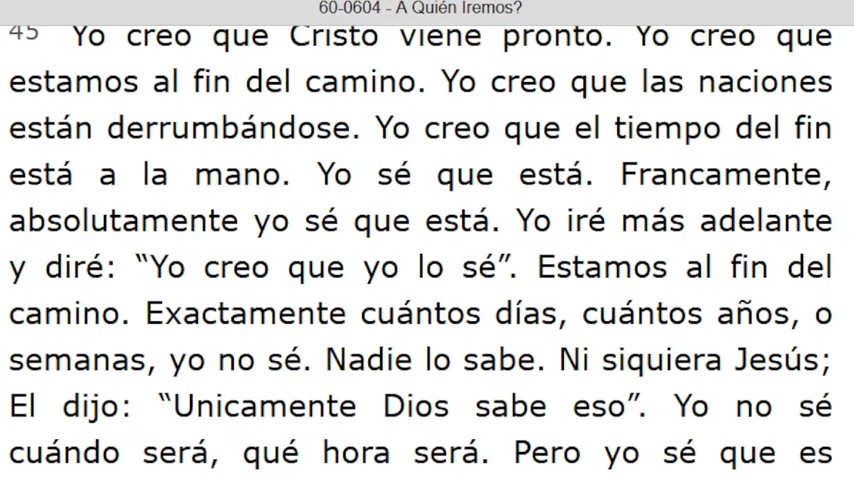 60-0604 - A Quién Iremos?
45 Yo creo que Cristo viene pronto. Yo creo que
estamos al fin del camino. Yo creo que las naciones
están derrumbándose. Yo creo que el tiempo del fin
está a la mano. Yo sé que está. Francamente,
absolutamente yo sé que está. Yo iré más adelante
y diré: “Yo creo que yo lo sé”. Estamos al fin del
camino. Exactamente cuántos días, cuántos años, o
semanas, yo no sé. Nadie lo sabe. Ni siquiera Jesús;
El dijo: “Unicamente Dios sabe eso”. Yo no sé
cuándo será, qué hora será. Pero yo sé que es